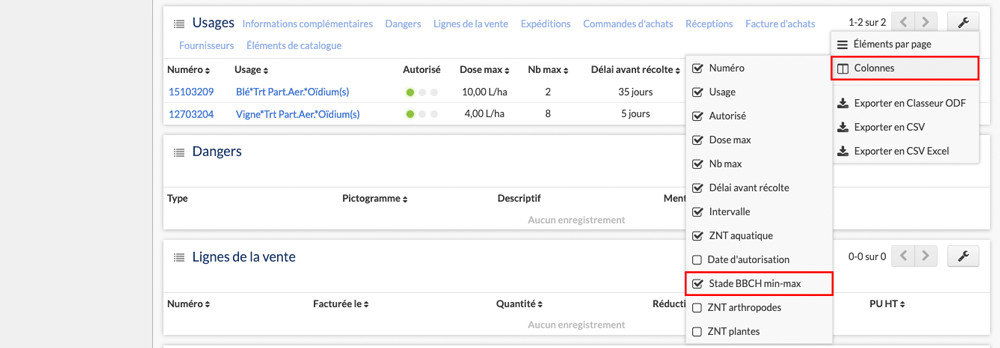 Usages Informations complémentaires Dangers Lignes de la vente Expéditions Commandes d'achats Réceptions Facture d'achats 1-2 sur 2
Fournisseurs Éléments de catalogue
Éléments par page
Colonnes
Exporter en Classeur ODF
Exporter en CSV
Exporter en CSV Excel
Numéro Usage Autorisé Dose max Nb max Délai avant récolte
15103209 Blé*Trt Part.Aer.*Oïdium(s) 10,00 L/ha 2 35 jours
12703204 Vigne*Trt Part.Aer.*Oïdium(s) 4,00 L/ha 8 5 jours
Numéro
Usage
Autorisé
Dose max
Nb max
Délai avant récolte
Intervalle
ZNT aquatique
Date d'autorisation
Stade BBCH min-max
ZNT arthropodes
ZNT plantes
Dangers
Type Pictogramme Descriptif Ment
Aucun enregistrement
Lignes de la vente 0-0 sur 0
Numéro Facturée le Quantité Réducti PU HT
Aucun enregistrement